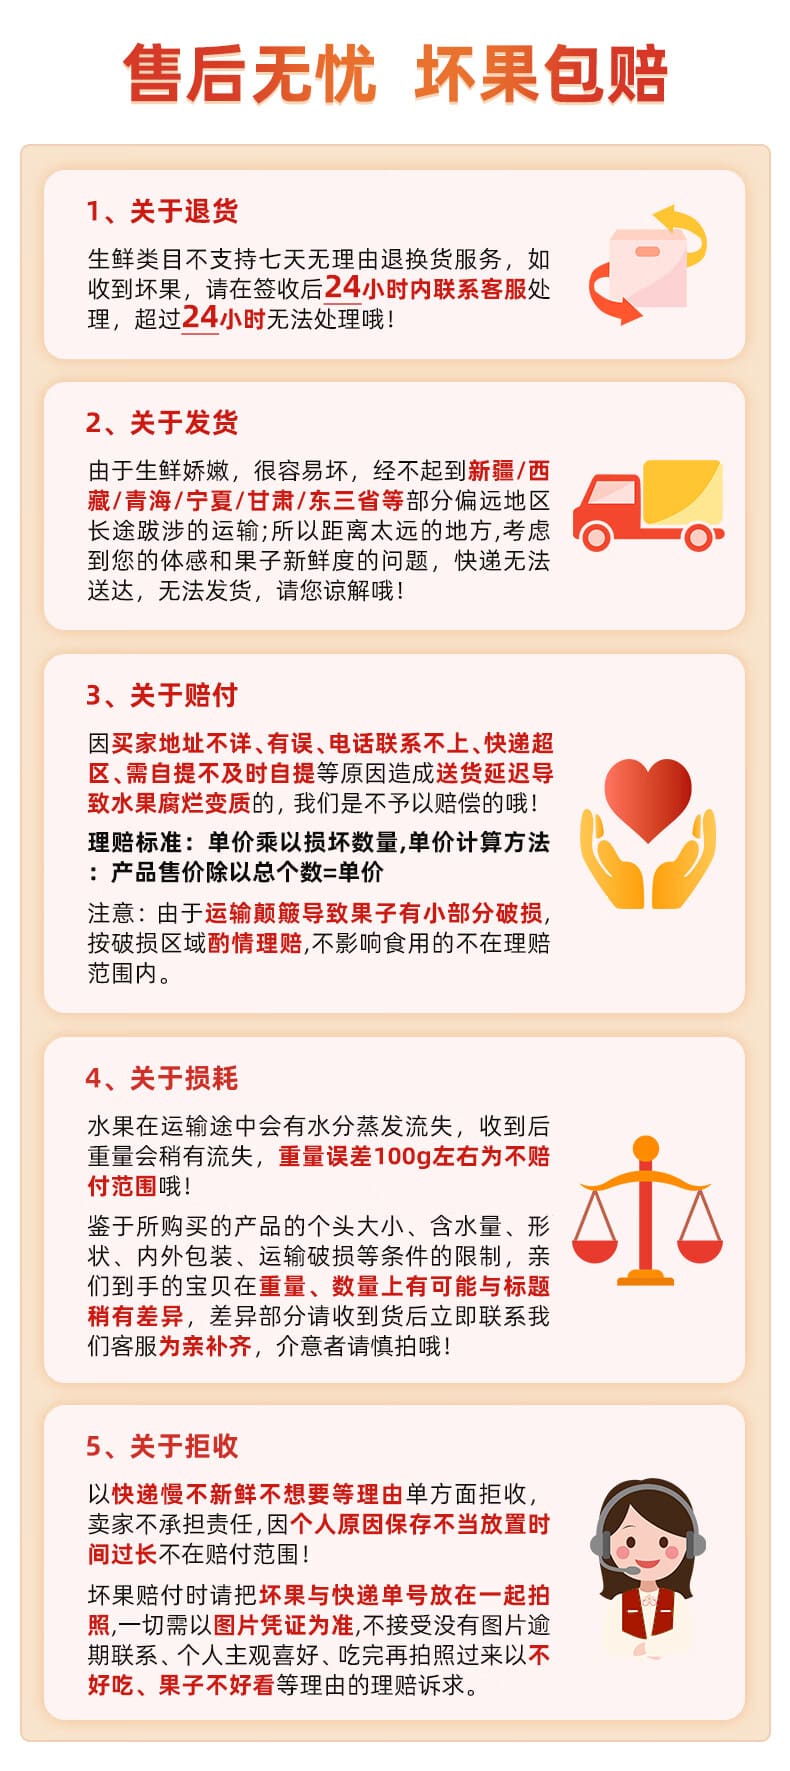 售后无忧 坏果包赔
1、关于退货
生鲜类目不支持七天无理由退换货服务，如
收到坏果，请在签收后24小时内联系客服处
理，超过24小时无法处理哦！
2、关于发货
由于生鲜娇嫩，很容易坏，经不起到新疆/西
藏/青海/宁夏/甘肃/东三省等部分偏远地区
长途跋涉的运输;所以距离太远的地方,考虑
到您的体感和果子新鲜度的问题，快递无法
送达，无法发货，请您谅解哦！
3、关于赔付
因买家地址不详、有误、电话联系不上、快递超
区、需自提不及时自提等原因造成送货延迟导
致水果腐烂变质的，我们是不予以赔偿的哦！
理赔标准：单价乘以损坏数量,单价计算方法
：产品售价除以总个数=单价
注意：由于运输颠簸导致果子有小部分破损,
按破损区域酌情理赔,不影响食用的不在理赔
范围内。
4、关于损耗
水果在运输途中会有水分蒸发流失，收到后
重量会稍有流失，重量误差100g左右为不赔
付范围哦！
鉴于所购买的产品的个头大小、含水量、形
状、内外包装、运输破损等条件的限制，亲
们到手的宝贝在重量、数量上有可能与标题
稍有差异，差异部分请收到货后立即联系我
们客服为亲补齐，介意者请慎拍哦！
5、关于拒收
以快递慢不新鲜不想要等理由单方面拒收，
卖家不承担责任,因个人原因保存不当放置时
间过长不在赔付范围！
坏果赔付时请把坏果与快递单号放在一起拍
照,一切需以图片凭证为准,不接受没有图片逾
期联系、个人主观喜好、吃完再拍照过来以不
好吃、果子不好看等理由的理赔诉求。